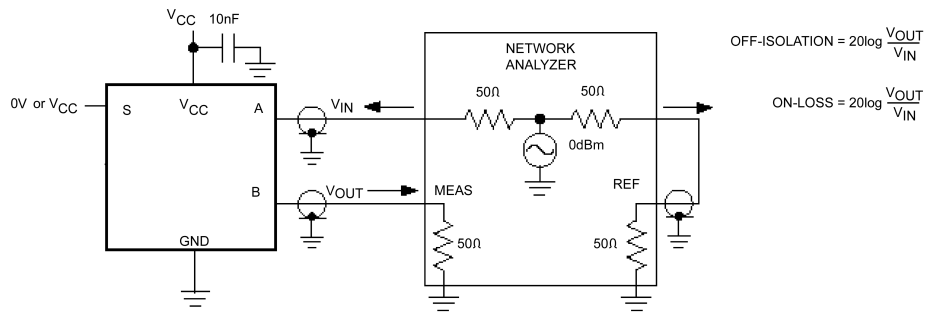 VCC
10nF
0V or VCC
S
VCC
A
B
GND
VIN
VOUT
NETWORK
ANALYZER
50Ω
50Ω
0dBm
MEAS
REF
50Ω
50Ω
OFF-ISOLATION = 20log VOUT
VIN
ON-LOSS = 20log VOUT
VIN